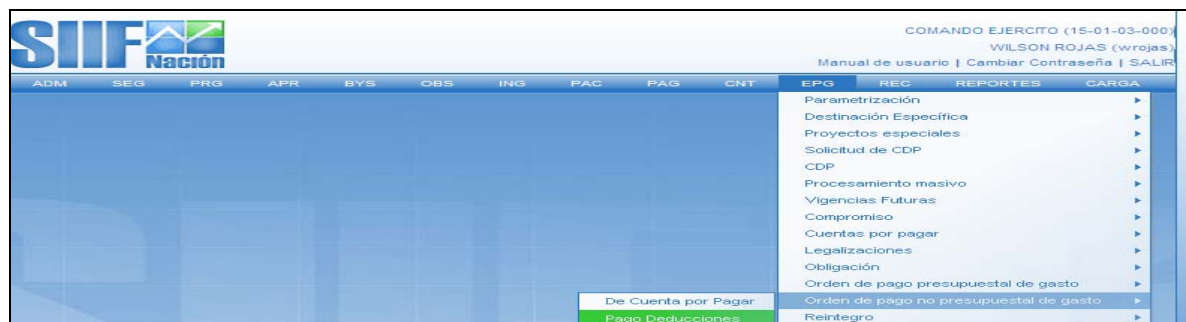 SIIF
Nación
COMANDO EJERCITO (15-01-03-000)
WILSON ROJAS (wrojas)
Manual de usuario | Cambiar Contraseña | SALIR
ADM SEG PRG APR BYS OBS ING PAC PAG CNT EPG REC REPORTES CARGA
Parametrización
Destinación Específica
Proyectos especiales
Solicitud de CDP
CDP
Procesamiento masivo
Vigencias Futuras
Compromiso
Cuentas por pagar
Legalizaciones
Obligación
Orden de pago presupuestal de gasto
De Cuenta por Pagar Orden de pago no presupuestal de gasto
Pago Deducciones Reintegro